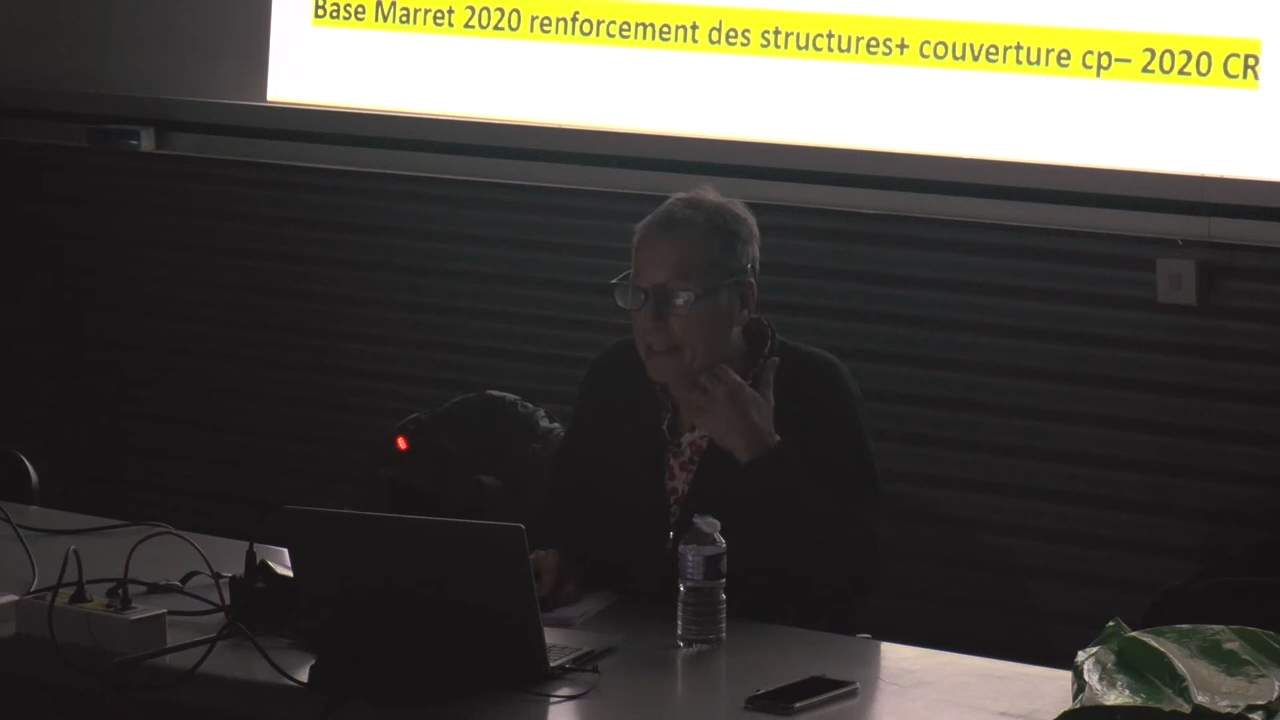 Base Marret 2020 renforcement des structures+ couverture cp– 2020 CR